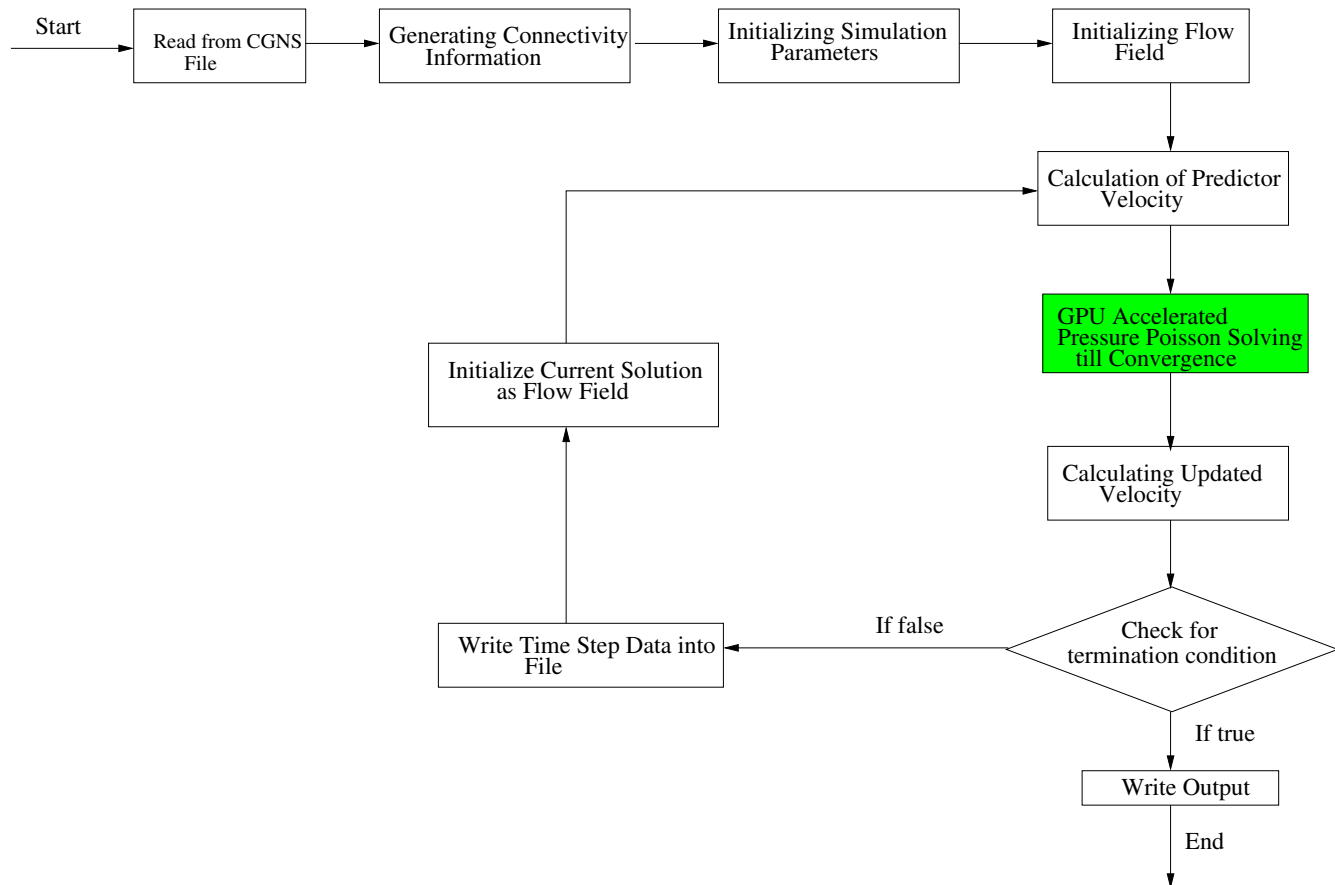 Start
Read from CGNS
File
Generating Connectivity
Information
Initializing Simulation
Parameters
Initializing Flow
Field
Calculation of Predictor
Velocity
GPU Accelerated
Pressure Poisson Solving
till Convergence
Initialize Current Solution
as Flow Field
Calculating Updated
Velocity
If false
Check for
termination condition
Write Time Step Data into
File
If true
Write Output
End